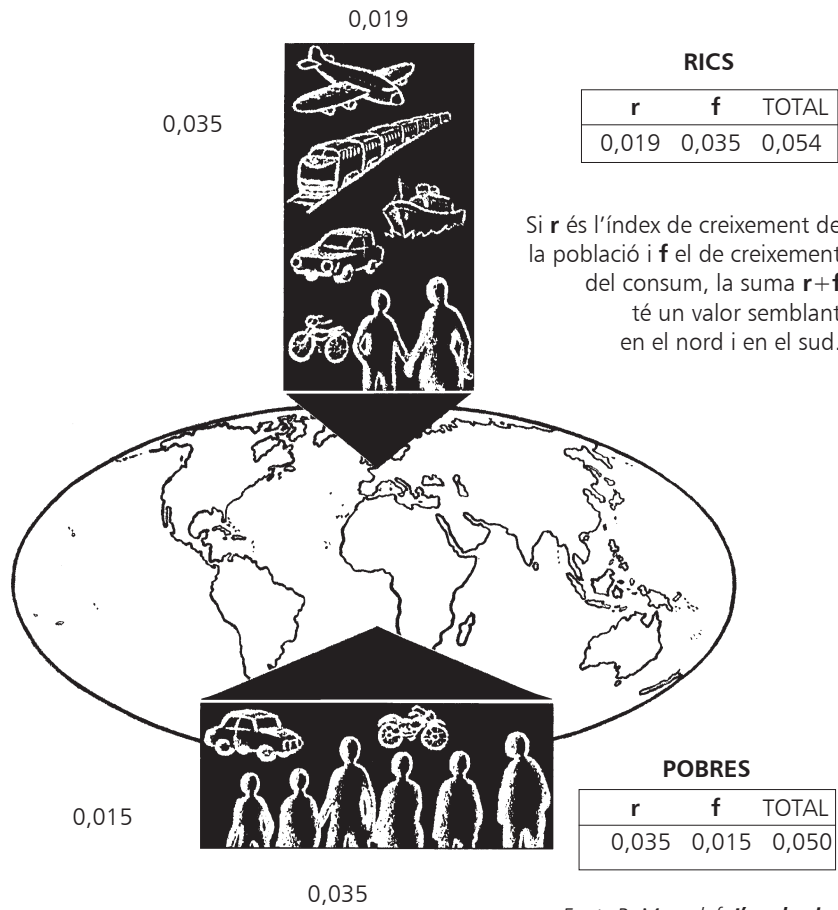 0,019
RICS
0,035
r f TOTAL
0,019 0,035 0,054
Si r és l'índex de creixement de
la població i f el de creixement
del consum, la suma r+f
té un valor semblant
en el nord i en el sud.
POBRES
r f TOTAL
0,015
0,035 0,015 0,050
0,035